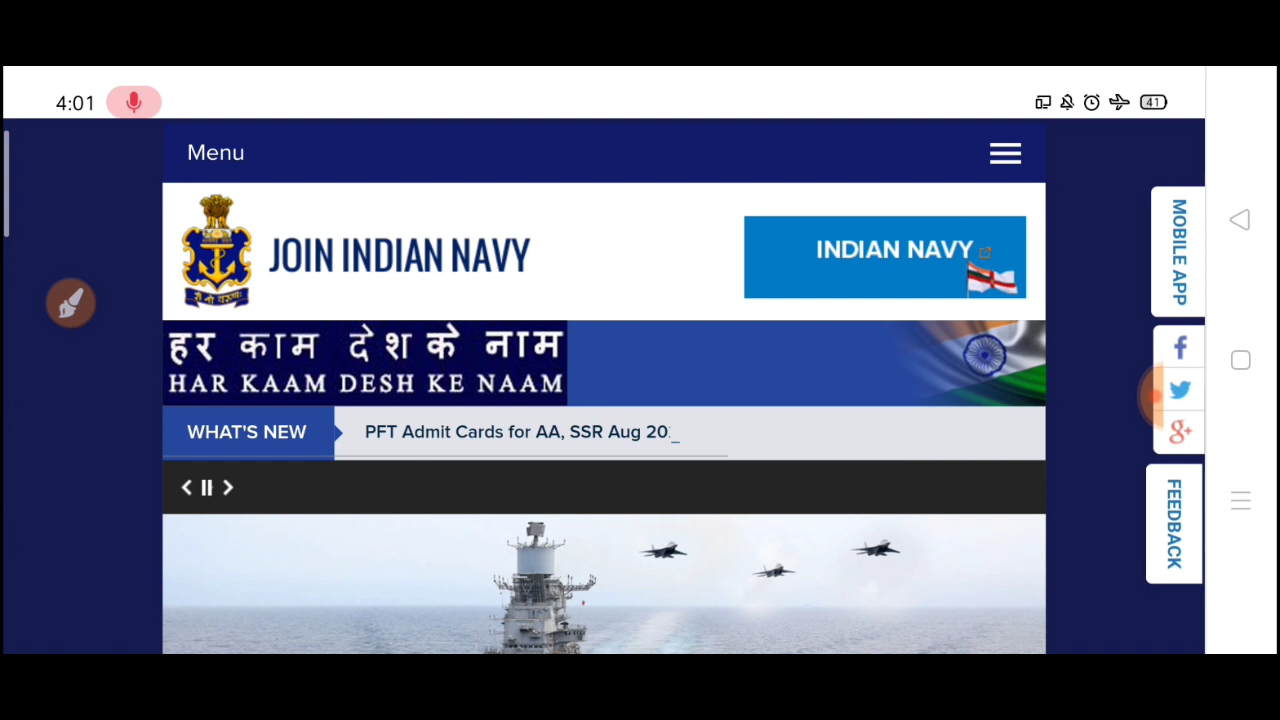 4:01
41
Menu
JOIN INDIAN NAVY
INDIAN NAVY
हर काम देश के नाम
HAR KAAM DESH KE NAAM
WHAT'S NEW
PFT Admit Cards for AA, SSR Aug 20
MOBILE APP
FEEDBACK